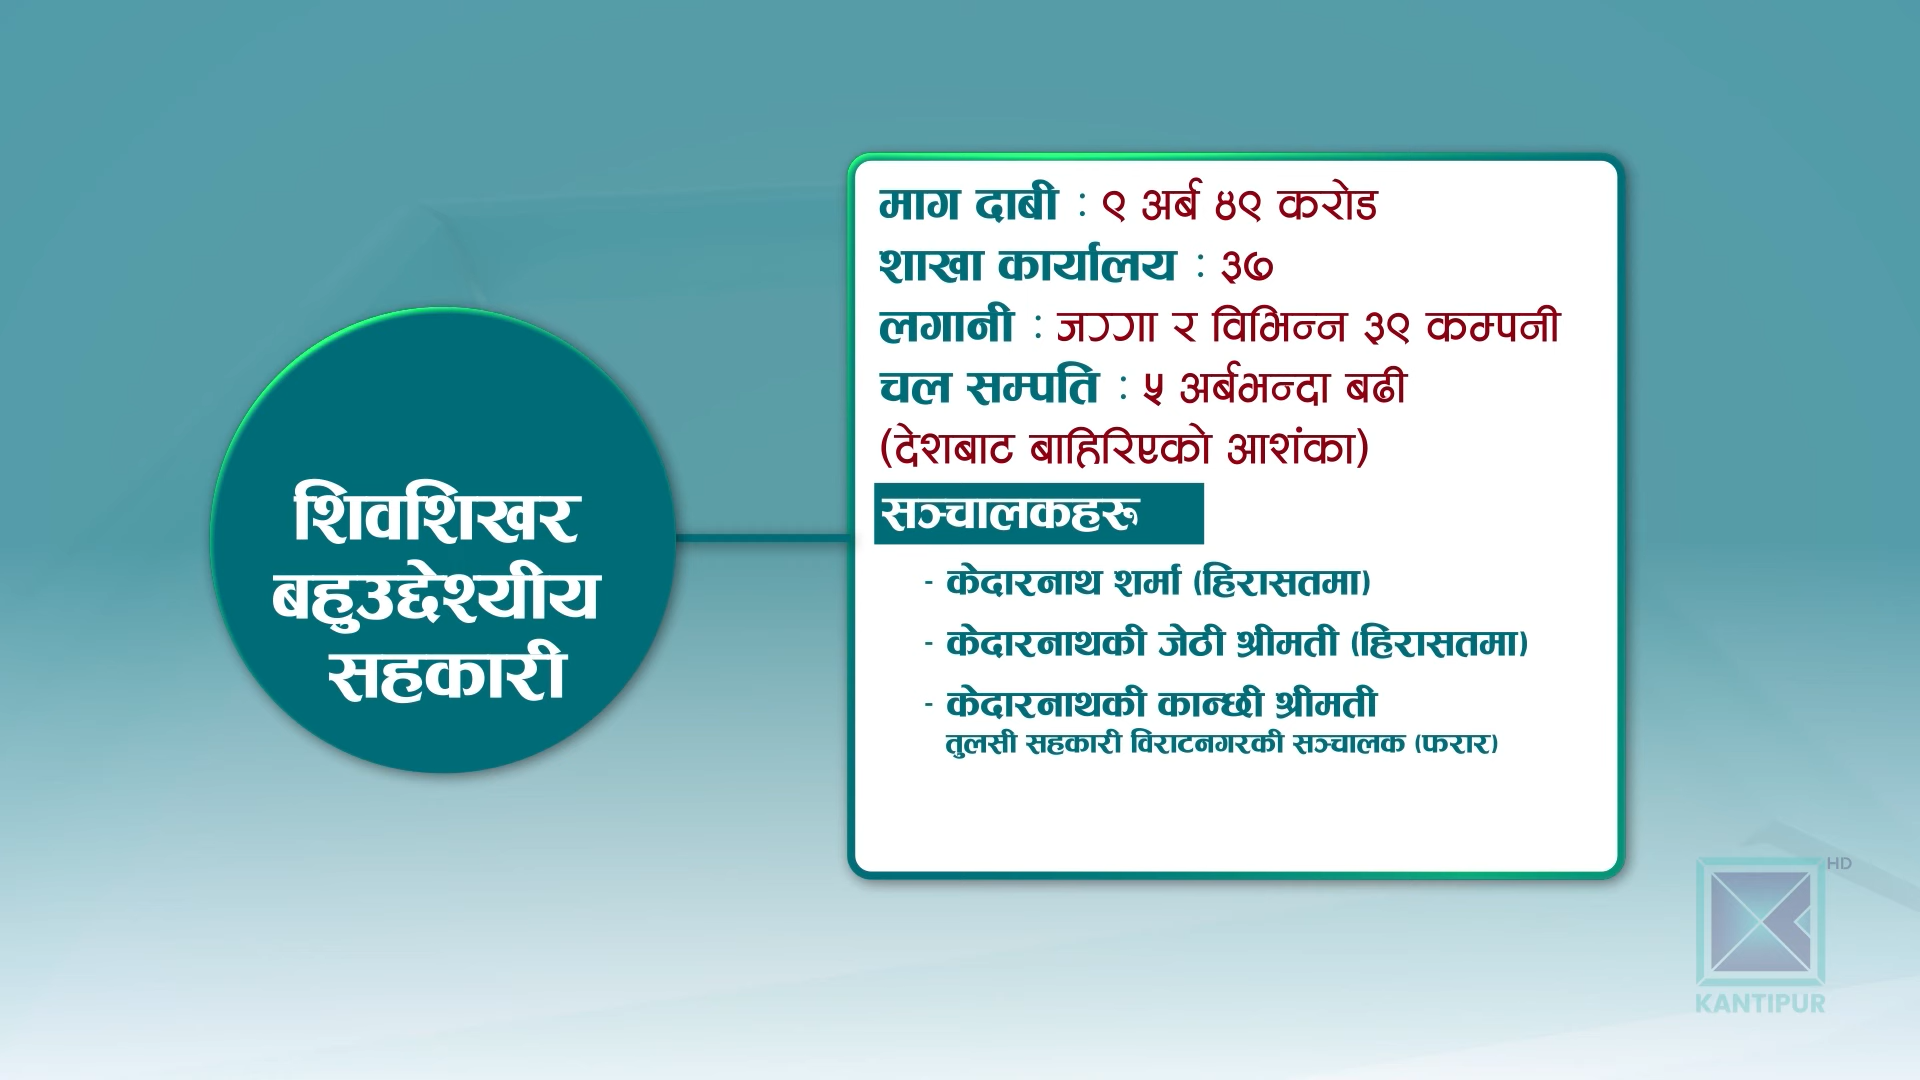 शिवशिखर
बहुउद्देश्यीय
सहकारी
माग दाबी : ९ अर्ब ४९ करोड
शाखा कार्यालय : ३७
लगानी : जग्गा र विभिन्न ३९ कम्पनी
चल सम्पति : ५ अर्बभन्दा बढी
(देशबाट बाहिरिएको आशंका)
सञ्चालकहरू
- केदारनाथ शर्मा (हिरासतमा)
- केदारनाथकी जेठी श्रीमती (हिरासतमा)
- केदारनाथकी कान्छी श्रीमती
तुलसी सहकारी विराटनगरकी सञ्चालक (फरार)
HD
KANTIPUR